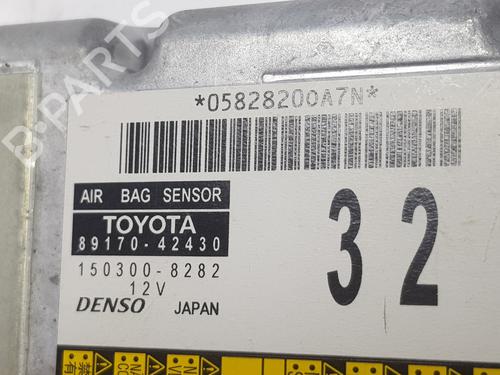 B-PARTS
*05828200A7N*
AIR BAG SENSOR
TOYOTA
89170-42430
150300-8282
12V
DENSO JAPAN
32